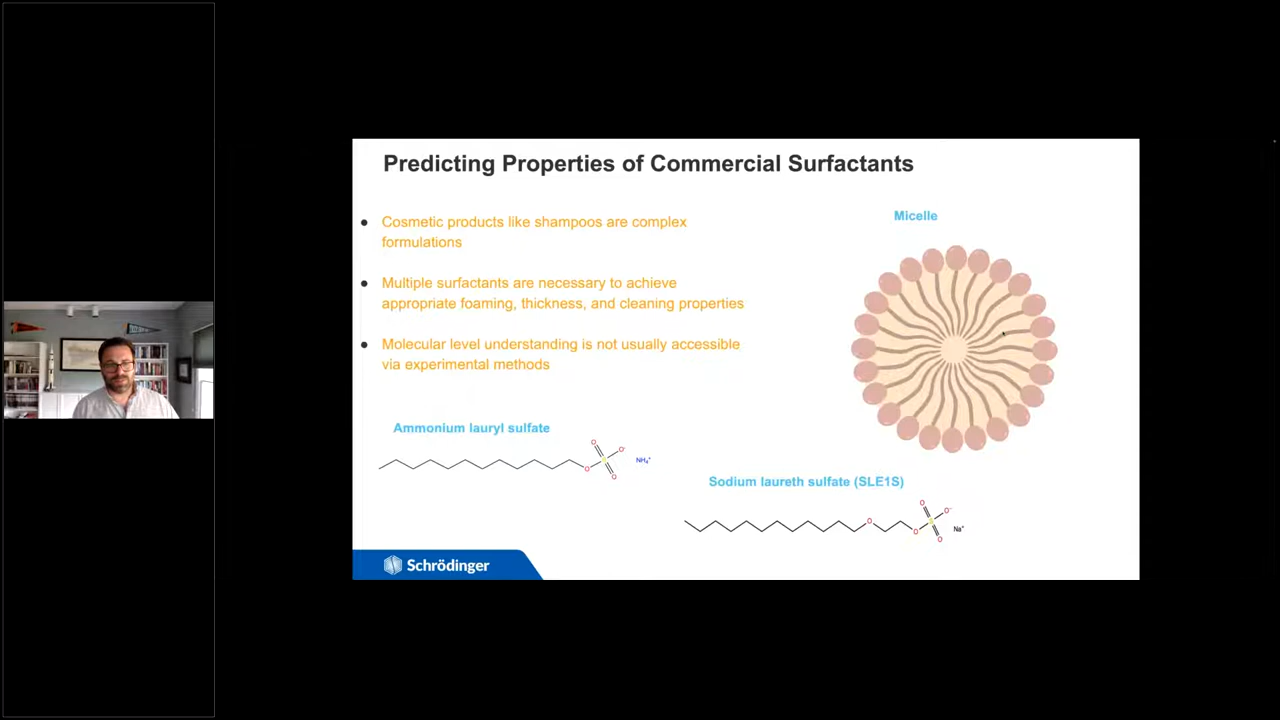 Predicting Properties of Commercial Surfactants
Cosmetic products like shampoos are complex
formulations
Multiple surfactants are necessary to achieve
appropriate foaming, thickness, and cleaning properties
Molecular level understanding is not usually accessible
via experimental methods
Micelle
Ammonium lauryl sulfate
O
O⁻
S
O
O
NH₄⁺
Sodium laureth sulfate (SLE1S)
O
O
O⁻
S
O
O
Na⁺
Schrödinger